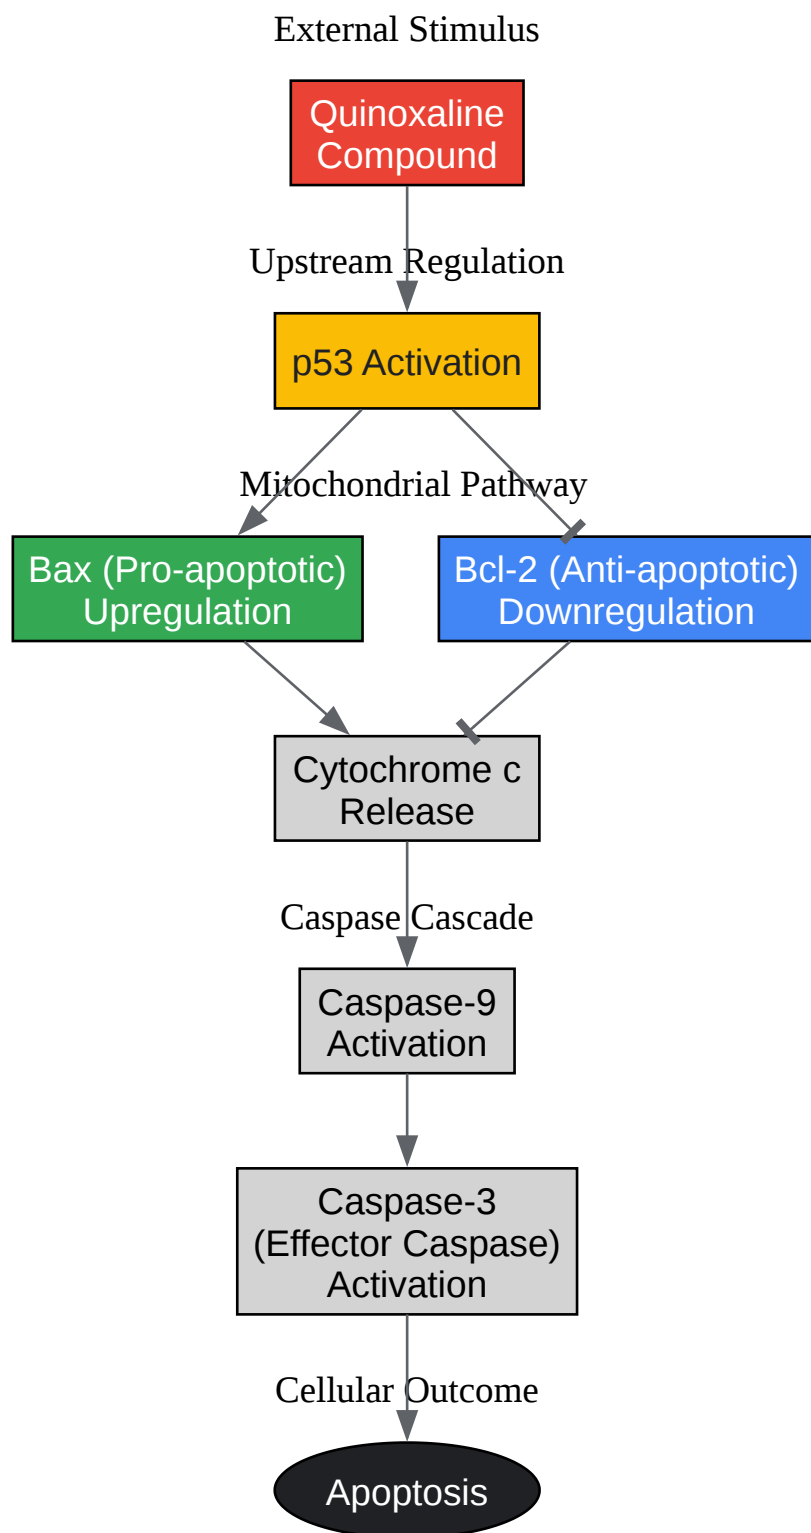 External Stimulus
Quinoxaline
Compound
Upstream Regulation
p53 Activation
Mitochondrial Pathway
Bax (Pro-apoptotic)
Upregulation
Bcl-2 (Anti-apoptotic)
Downregulation
Cytochrome c
Release
Caspase Cascade
Caspase-9
Activation
Caspase-3
(Effector Caspase)
Activation
Cellular Outcome
Apoptosis